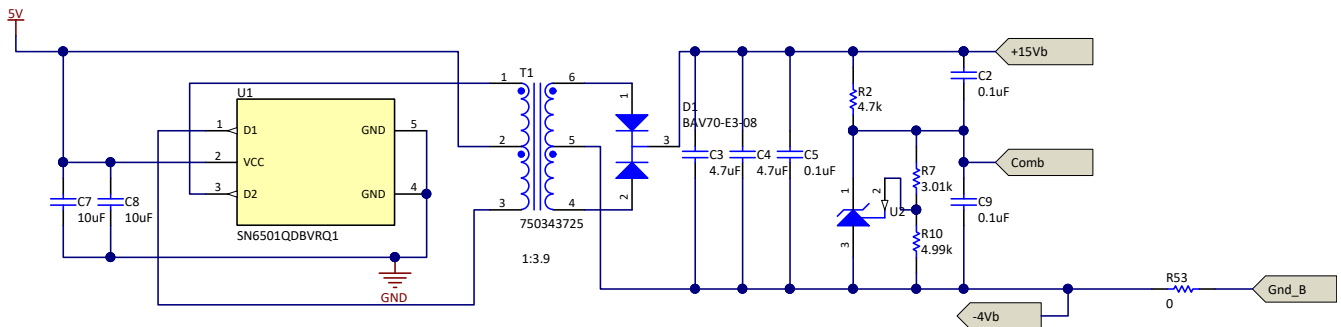 5V
+15Vb
T1
1
6
C2
0.1uF
U1
R2
4.7k
1
D1
BAV70-E3-08
1
D1
GND
5
2
5
3
C3
4.7uF
C4
4.7uF
C5
0.1uF
2
VCC
Comb
R7
3.01k
3
D2
GND
4
2
1
2
U2
C7
10uF
C8
10uF
3
4
C9
0.1uF
SN6501QDBVRQ1
750343725
R10
4.99k
3
1:3.9
GND
R53
0
Gnd_B
-4Vb